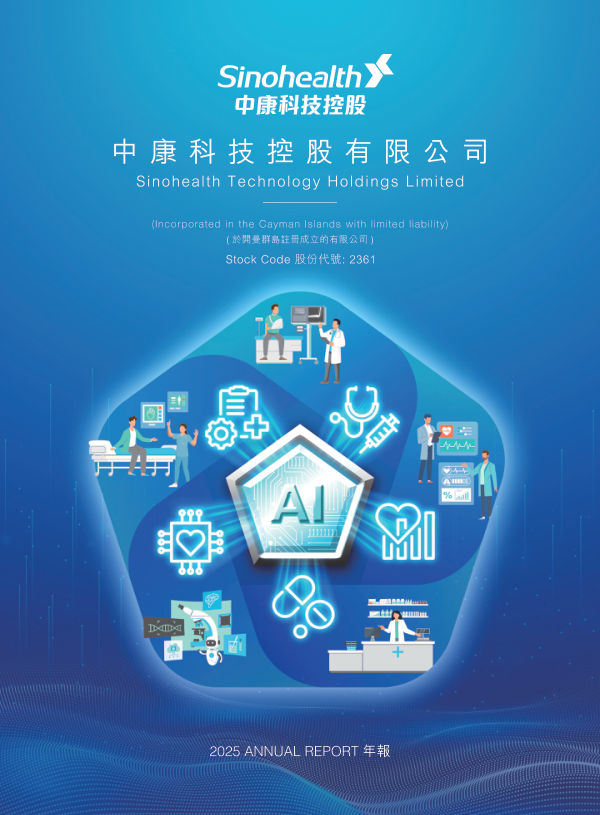 Sinohealth
中康科技控股
中康科技控股有限公司
Sinohealth Technology Holdings Limited
(Incorporated in the Cayman Islands with limited liability)
(於開曼群島註冊成立的有限公司)
Stock Code 股份代號: 2361
AI
%
2025 ANNUAL REPORT 年報